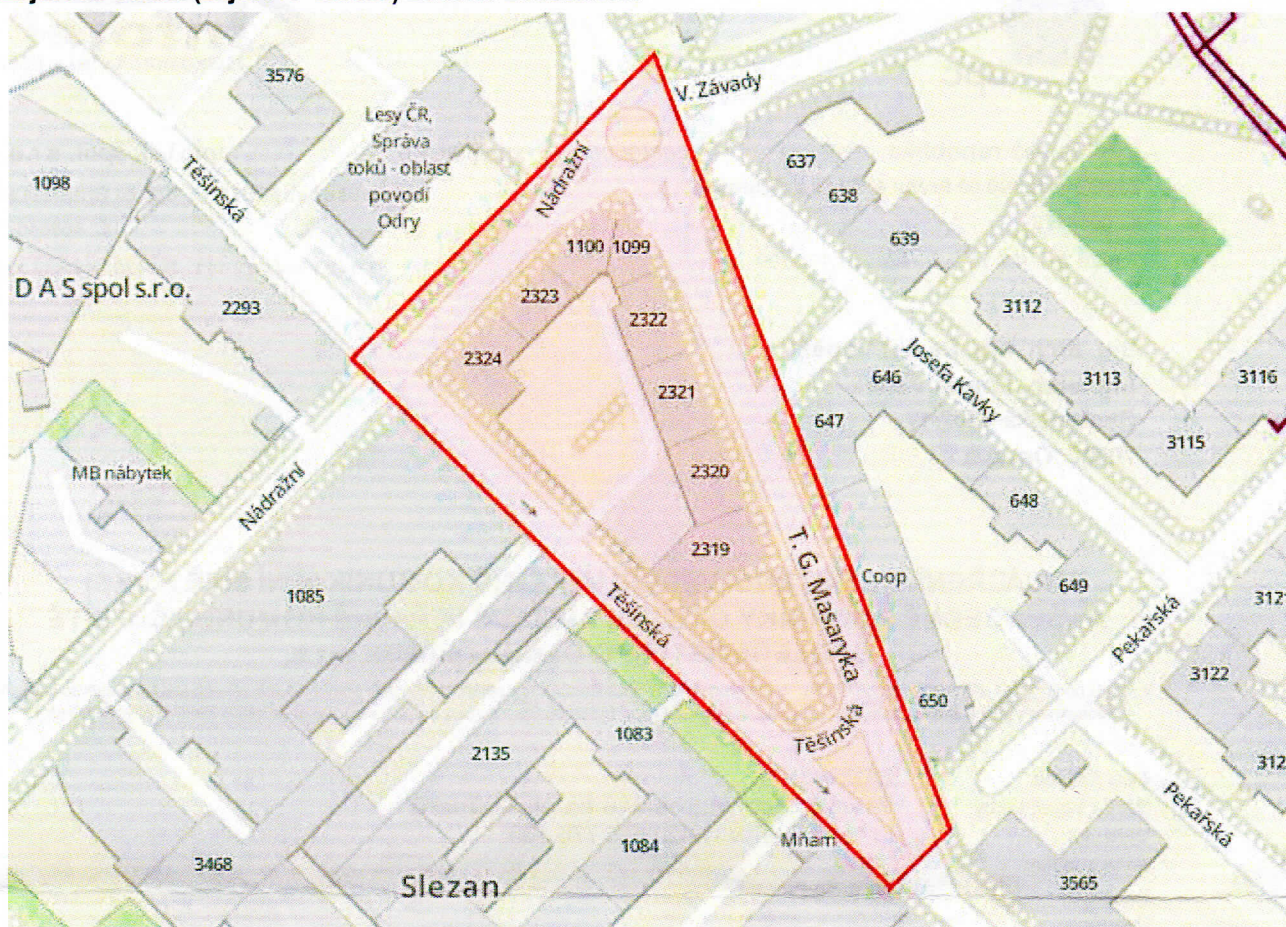 V. Závady
3576
Lesy ČR,
Správa
toků - oblast
povodí
Odry
Těšínská
1098
Nádražní
637
638
639
1100
1099
D A S spol s.r.o.
2293
2323
2322
2324
2321
3112
3113
3116
3115
Josefa Kavky
646
647
MB nábytek
Nádražní
2320
648
2319
T. G. Masaryka
Coop
649
1085
Těšínská
Pekařská
3122
650
Těšínská
1083
2135
Mňam
1084
3468
Slezan
3565
Pekařská